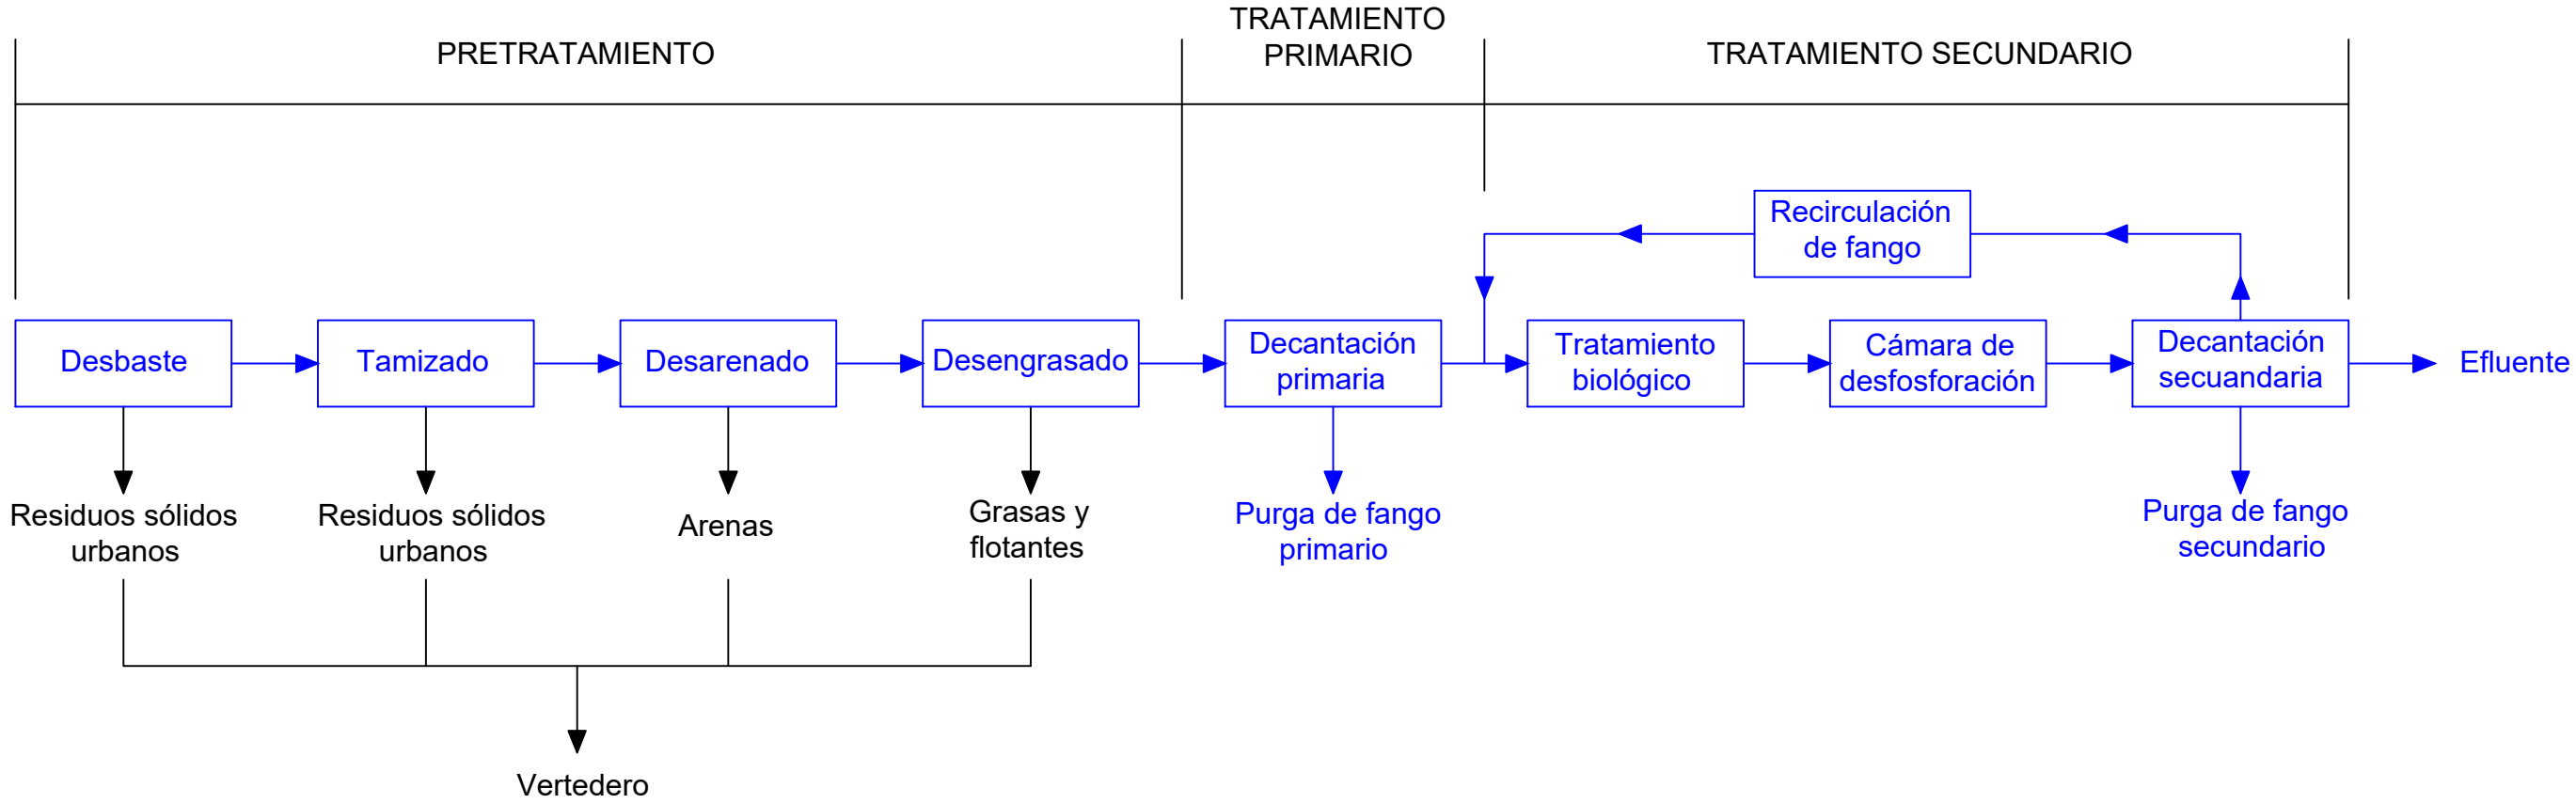 PRETRATAMIENTO
TRATAMIENTO
PRIMARIO
TRATAMIENTO SECUNDARIO
Recirculación
de fango
Desbaste
Tamizado
Desarenado
Desengrasado
Decantación
primaria
Tratamiento
biológico
Cámara de
desfosforación
Decantación
secuandaria
Efluente
Residuos sólidos
urbanos
Residuos sólidos
urbanos
Arenas
Grasas y
flotantes
Purga de fango
primario
Purga de fango
secundario
Vertedero